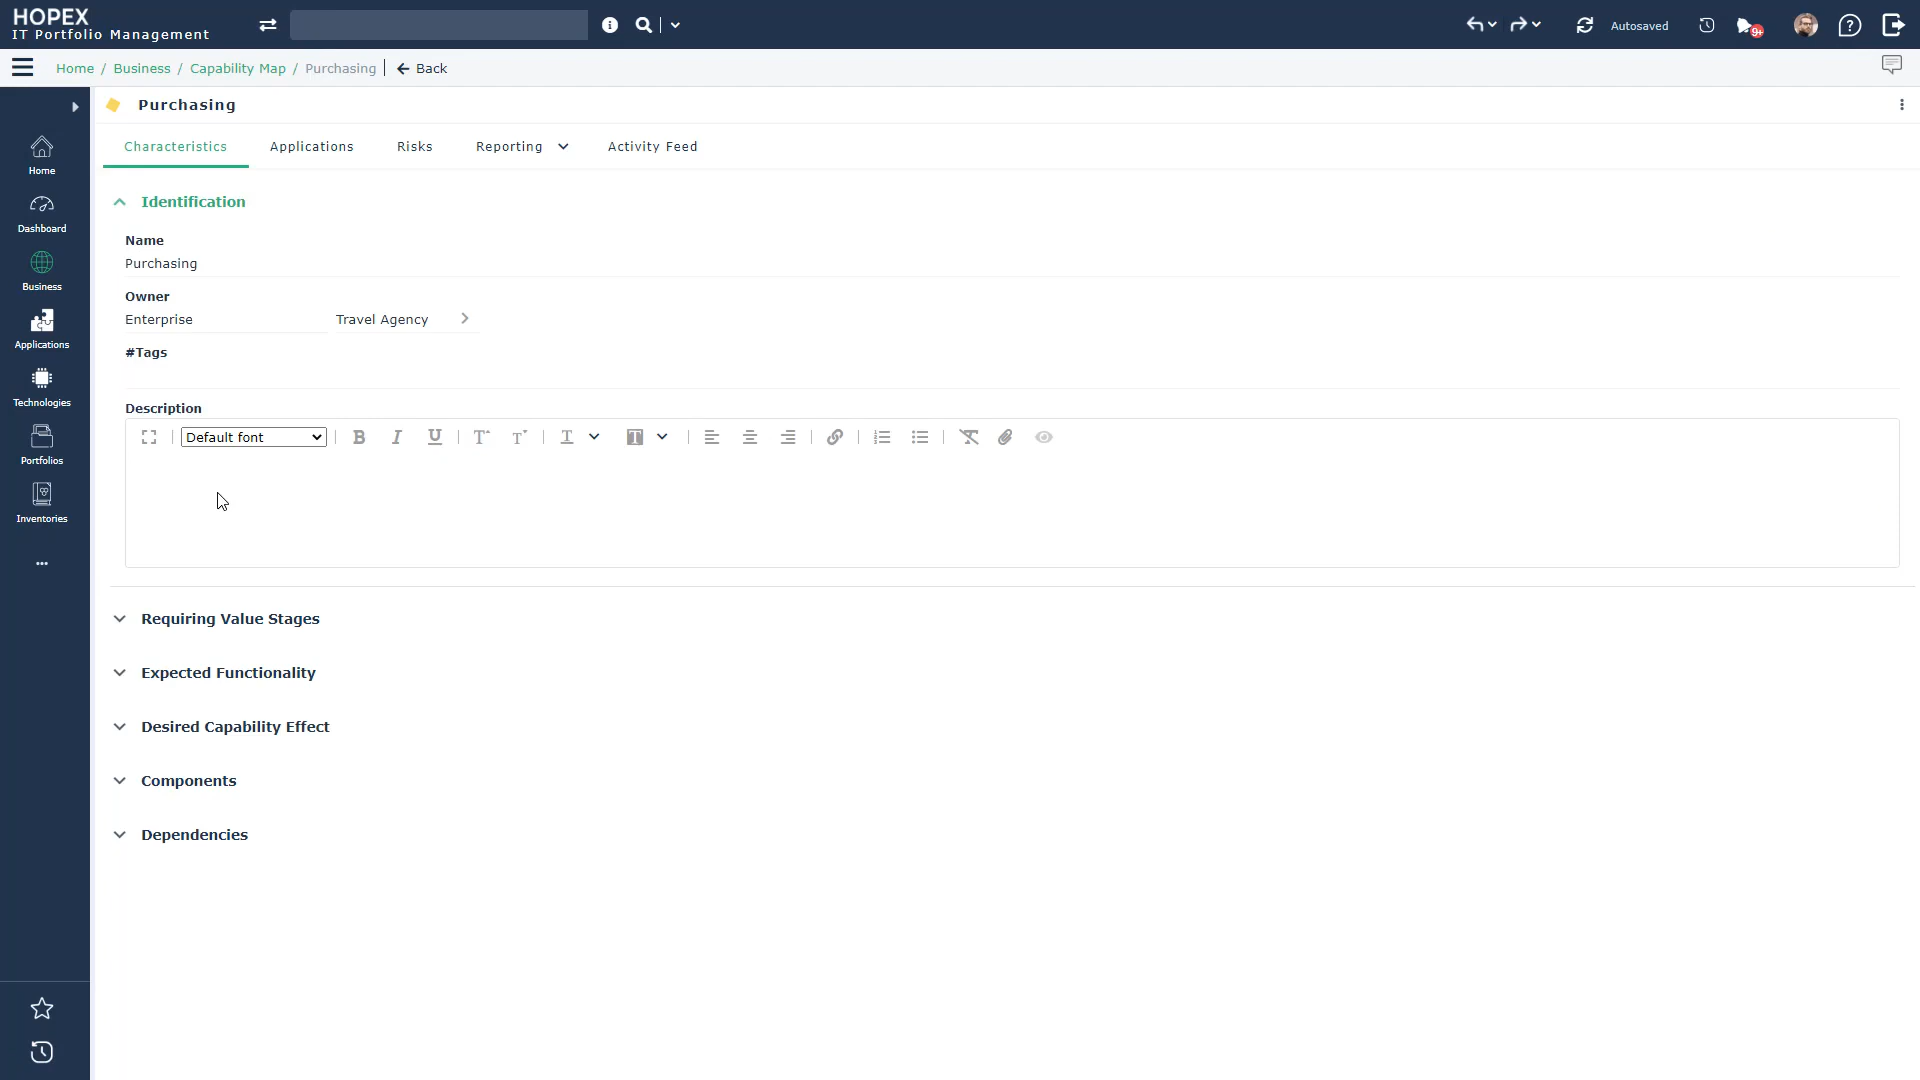 HOPEX
IT Portfolio Management
Autosaved
9+
Home / Business / Capability Map / Purchasing | Back
Purchasing
Characteristics Applications Risks Reporting Activity Feed
Home
Dashboard
Business
Applications
Technologies
Portfolios
Inventories
Identification
Name
Purchasing
Owner
Enterprise Travel Agency
#Tags
Description
Default font
Requiring Value Stages
Expected Functionality
Desired Capability Effect
Components
Dependencies